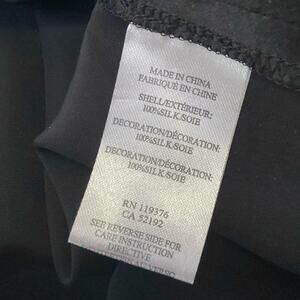 MADE IN CHINA
FABRIQUÉ EN CHINE
SHELL/EXTÉRIEUR:
100%SILK/SOIE
DECORATION/DÉCORATION:
100%SILK/SOIE
DECORATION/DÉCORATION:
100%SILK/SOIE
RN 119376
CA 52192
SEE REVERSE SIDE FOR
CARE INSTRUCTION
DIRECTIVE
VERSO